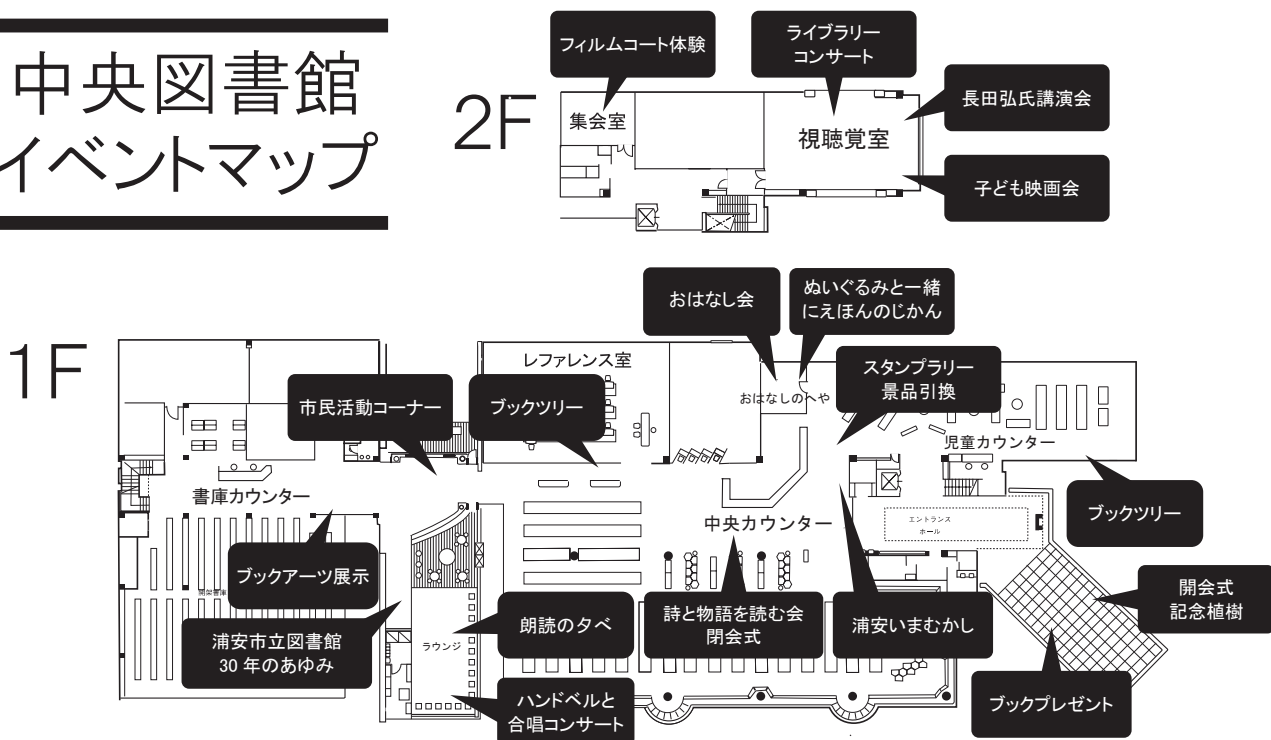 中央図書館
イベントマップ
2F
フィルムコート体験
ライブラリー
コンサート
長田弘氏講演会
子ども映画会
集会室
視聴覚室
1F
おはなし会
ぬいぐるみと一緒
にえほんのじかん
スタンプラリー
景品引換
レファレンス室
市民活動コーナー
ブックツリー
おはなしのへや
児童カウンター
書庫カウンター
中央カウンター
エントランス
ホール
ブックツリー
ブックアーツ展示
開架書庫
浦安市立図書館
30年のあゆみ
ラウンジ
朗読の夕べ
詩と物語を読む会
閉会式
浦安いまむかし
開会式
記念植樹
ハンドベルと
合唱コンサート
ブックプレゼント